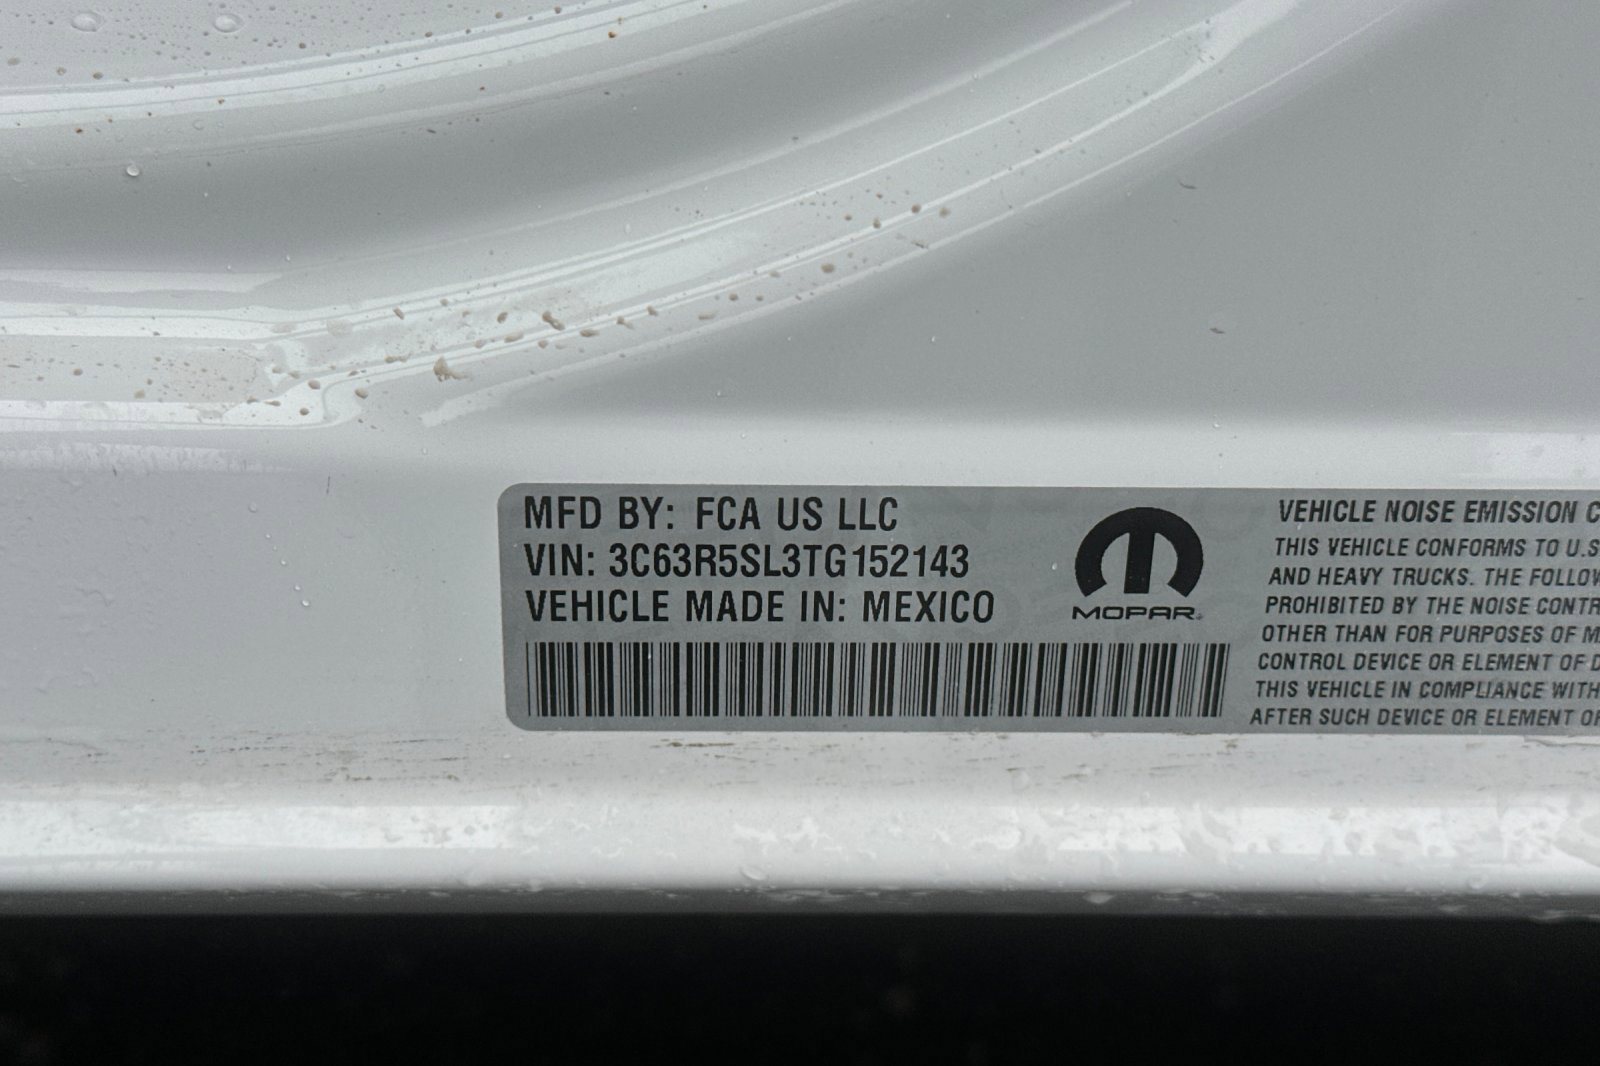 MFD BY: FCA US LLC
VIN: 3C63R5SL3TG152143
VEHICLE MADE IN: MEXICO
MOPAR
VEHICLE NOISE EMISSION C
THIS VEHICLE CONFORMS TO U.S
AND HEAVY TRUCKS. THE FOLLOW
PROHIBITED BY THE NOISE CONTR
OTHER THAN FOR PURPOSES OF M
CONTROL DEVICE OR ELEMENT OF D
THIS VEHICLE IN COMPLIANCE WITH
AFTER SUCH DEVICE OR ELEMENT OF